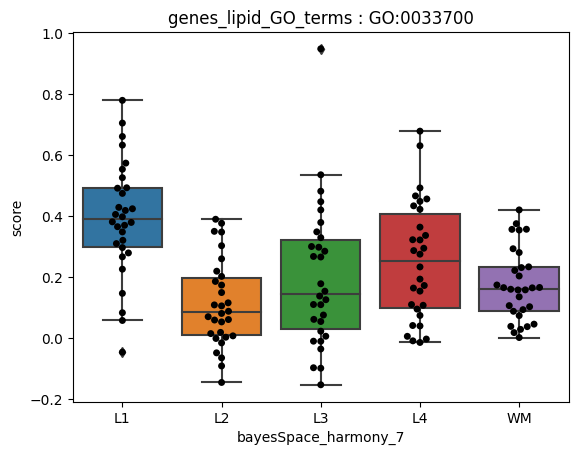 genes_lipid_GO_terms : GO:0033700
score
1.0
0.8
0.6
0.4
0.2
0.0
−0.2
L1 L2 L3 L4 WM
bayesSpace_harmony_7